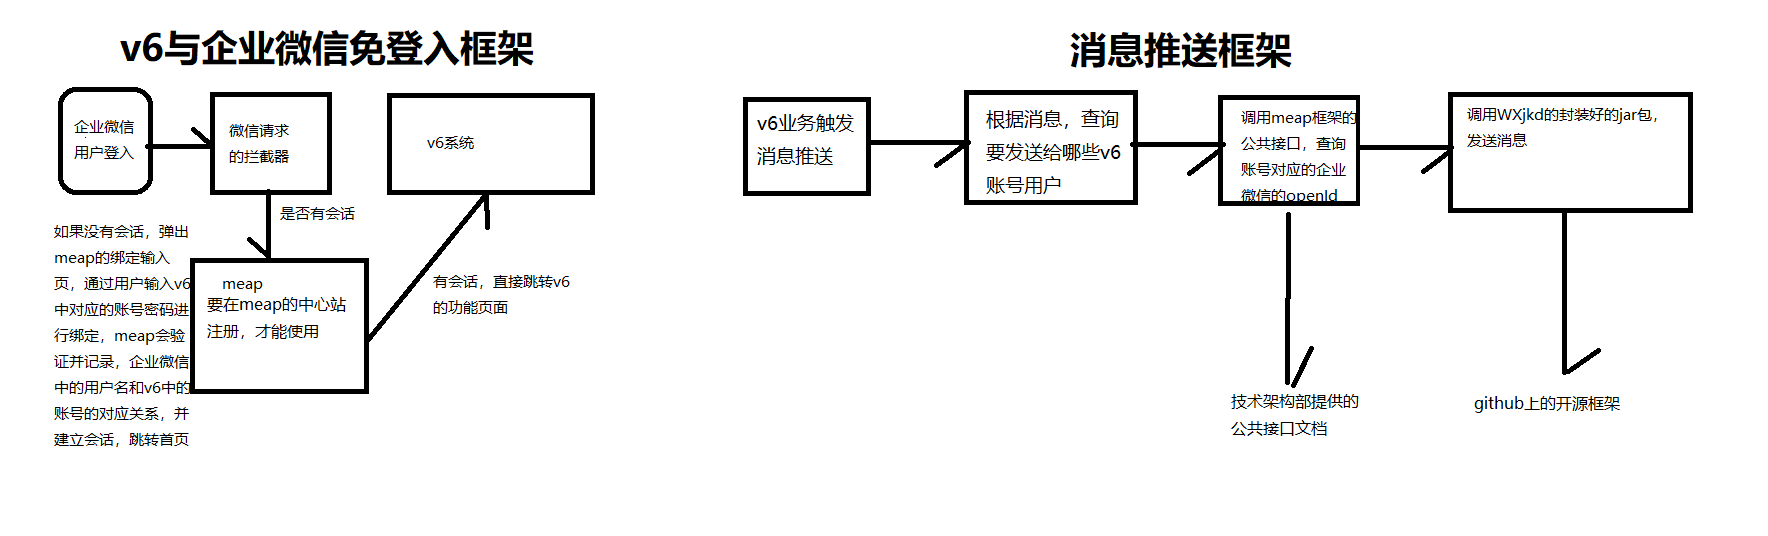 v6与企业微信免登入框架
企业微信
用户登入
微信请求
的拦截器
v6系统
是否有会话
如果没有会话，弹出
meap的绑定输入
页，通过用户输入v6
中对应的账号密码进
行绑定，meap会验
证并记录，企业微信
中的用户名和v6中的
账号的对应关系，并
建立会话，跳转首页
meap
要在meap的中心站
注册，才能使用
有会话，直接跳转v6
的功能页面
消息推送框架
v6业务触发
消息推送
根据消息，查询
要发送给哪些v6
账号用户
调用meap框架的
公共接口，查询
账号对应的企业
微信的openId
调用WXjkd的封装好的jar包，
发送消息
技术架构部提供的
公共接口文档
github上的开源框架